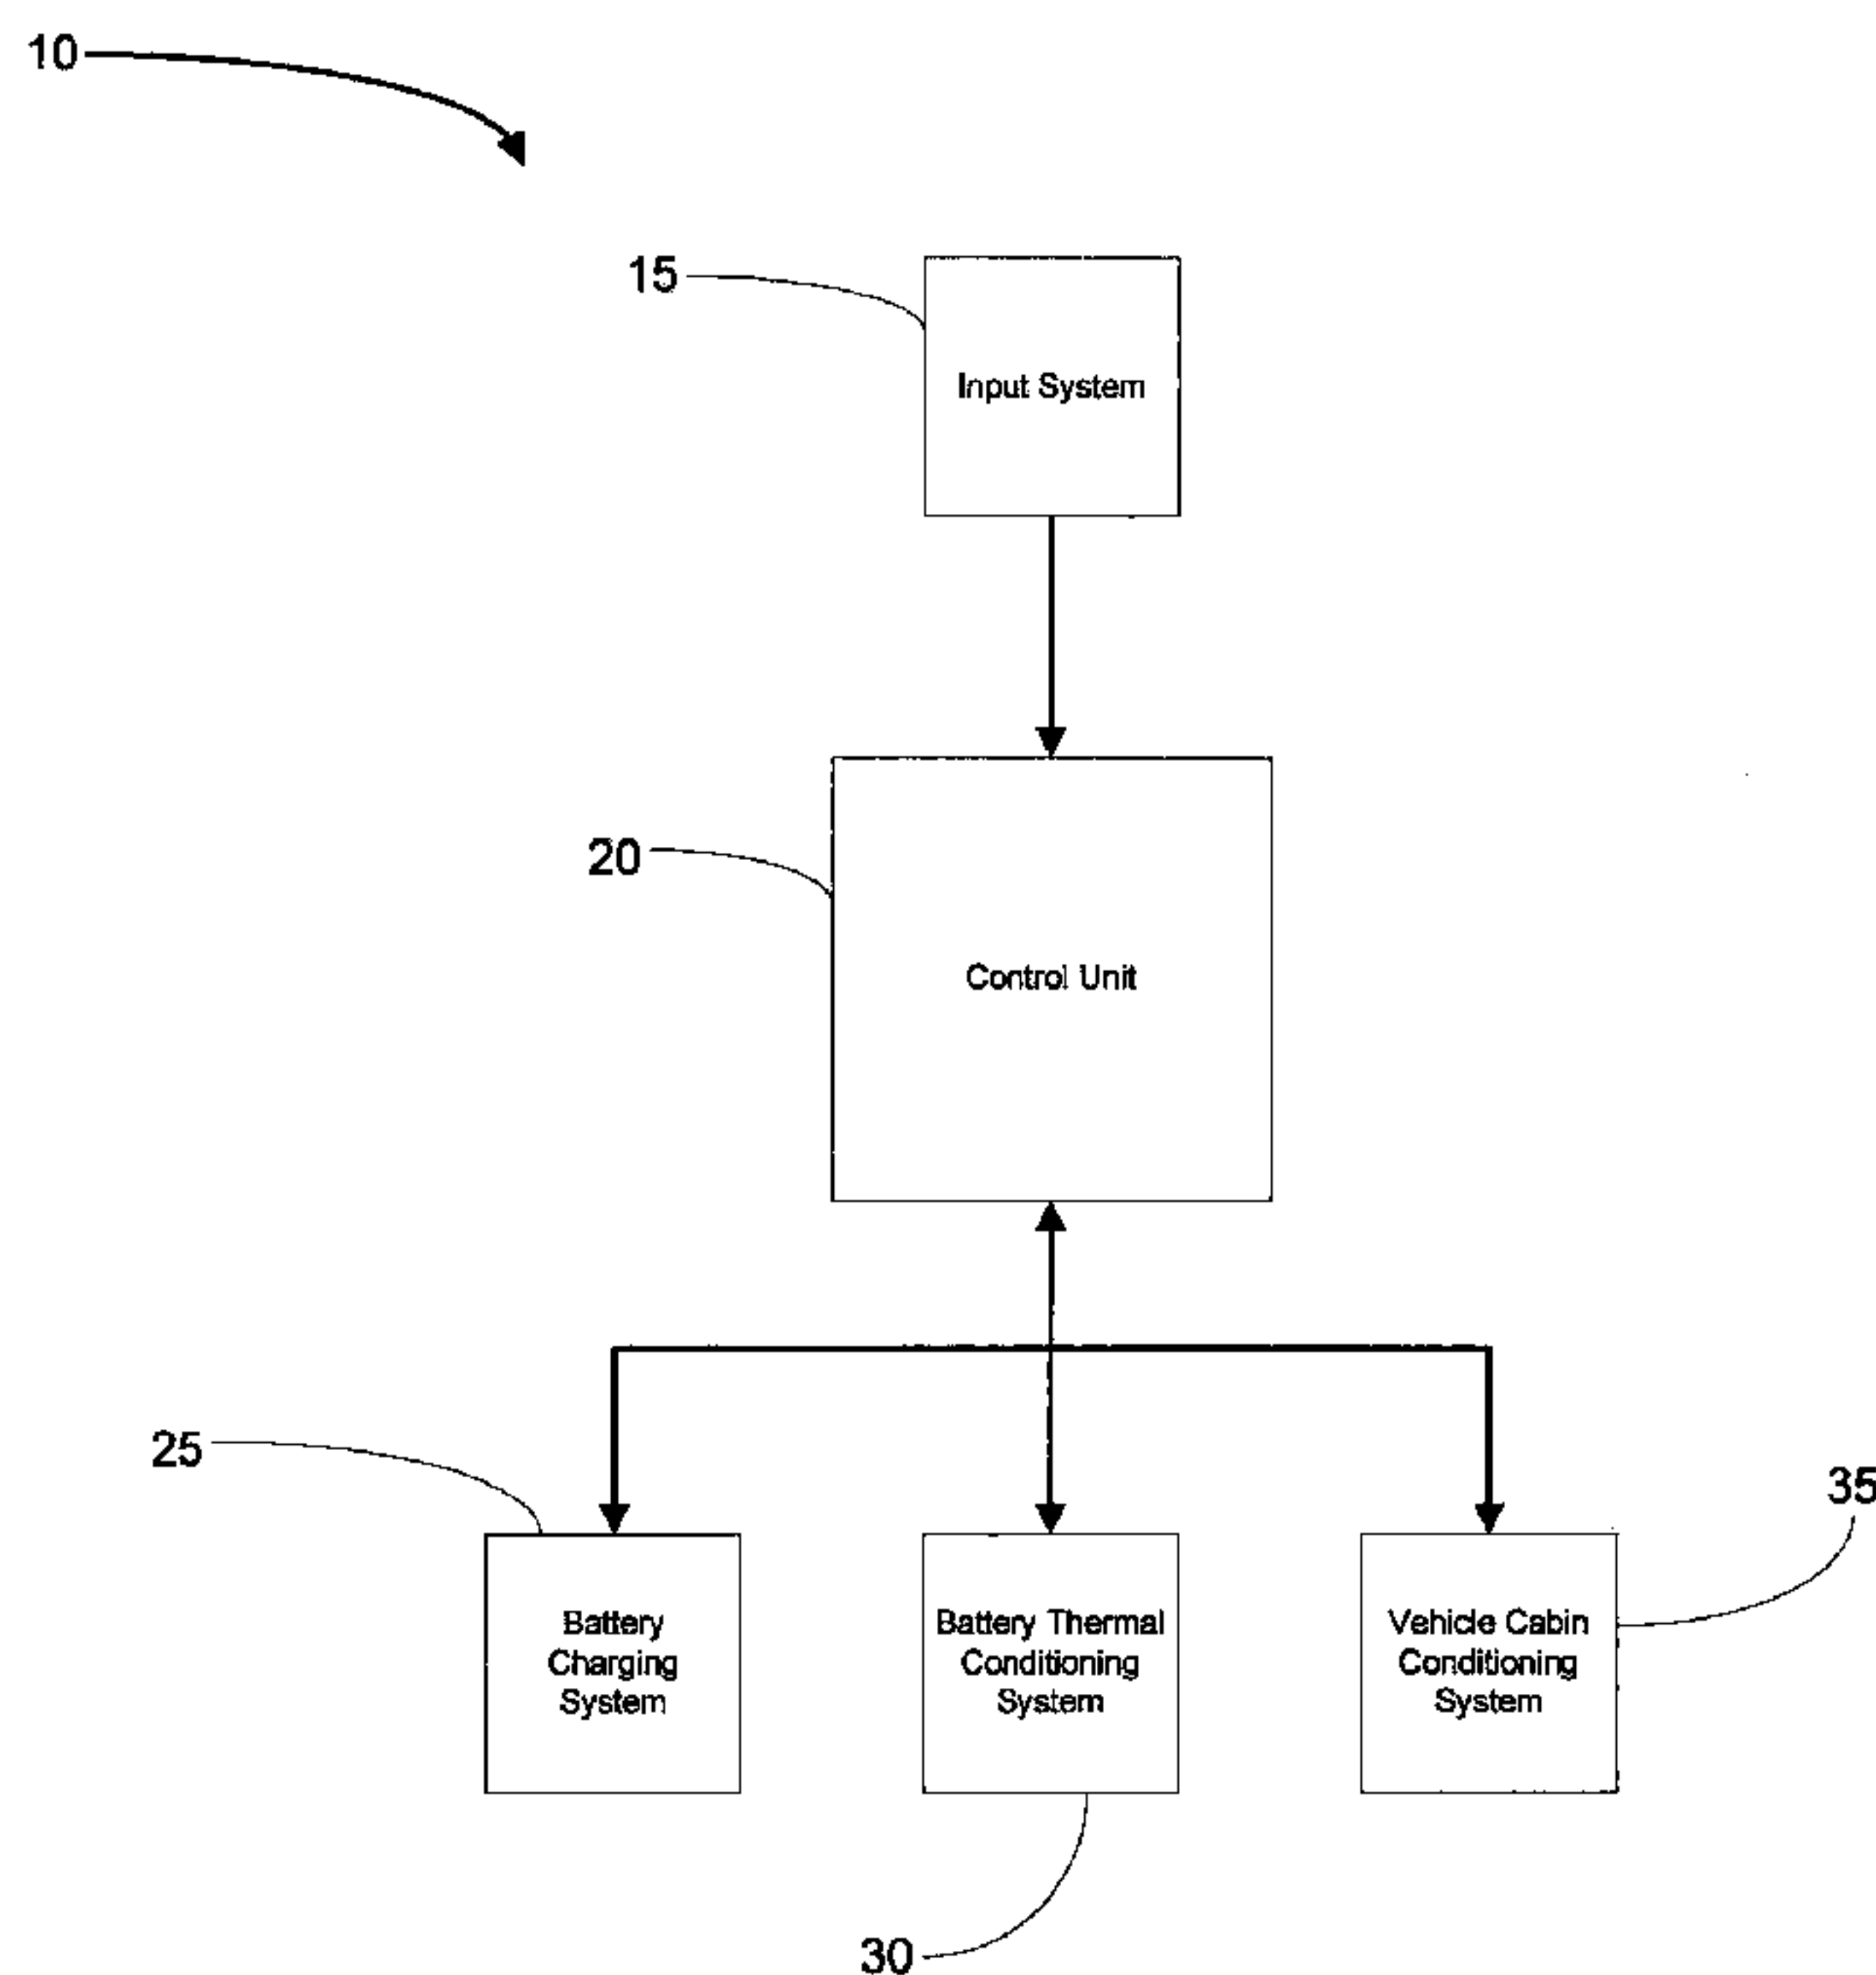 10
15
Input System
20
Control Unit
25
35
Battery
Charging
System
Battery Thermal
Conditioning
System
Vehicle Cabin
Conditioning
System
30